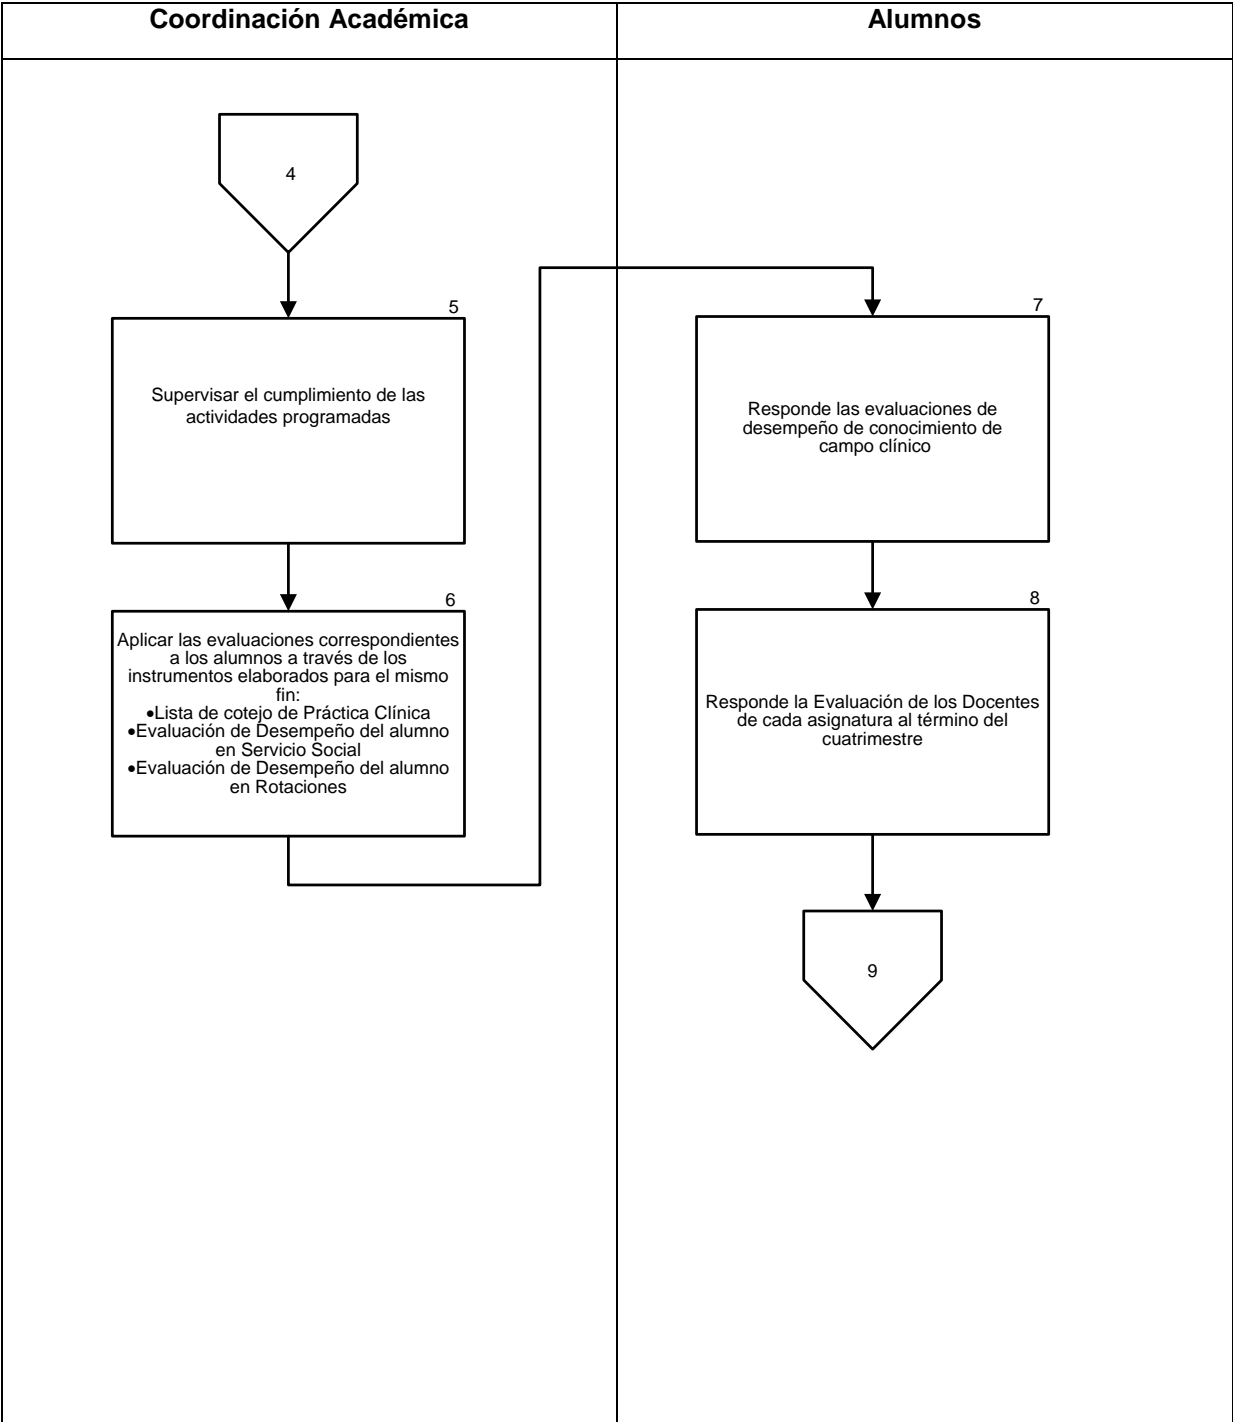 Coordinación Académica
Alumnos
4
5
Supervisar el cumplimiento de las
actividades programadas
6
Aplicar las evaluaciones correspondientes
a los alumnos a través de los
instrumentos elaborados para el mismo
fin:
•Lista de cotejo de Práctica Clínica
•Evaluación de Desempeño del alumno
en Servicio Social
•Evaluación de Desempeño del alumno
en Rotaciones
7
Responde las evaluaciones de
desempeño de conocimiento de
campo clínico
8
Responde la Evaluación de los Docentes
de cada asignatura al término del
cuatrimestre
9